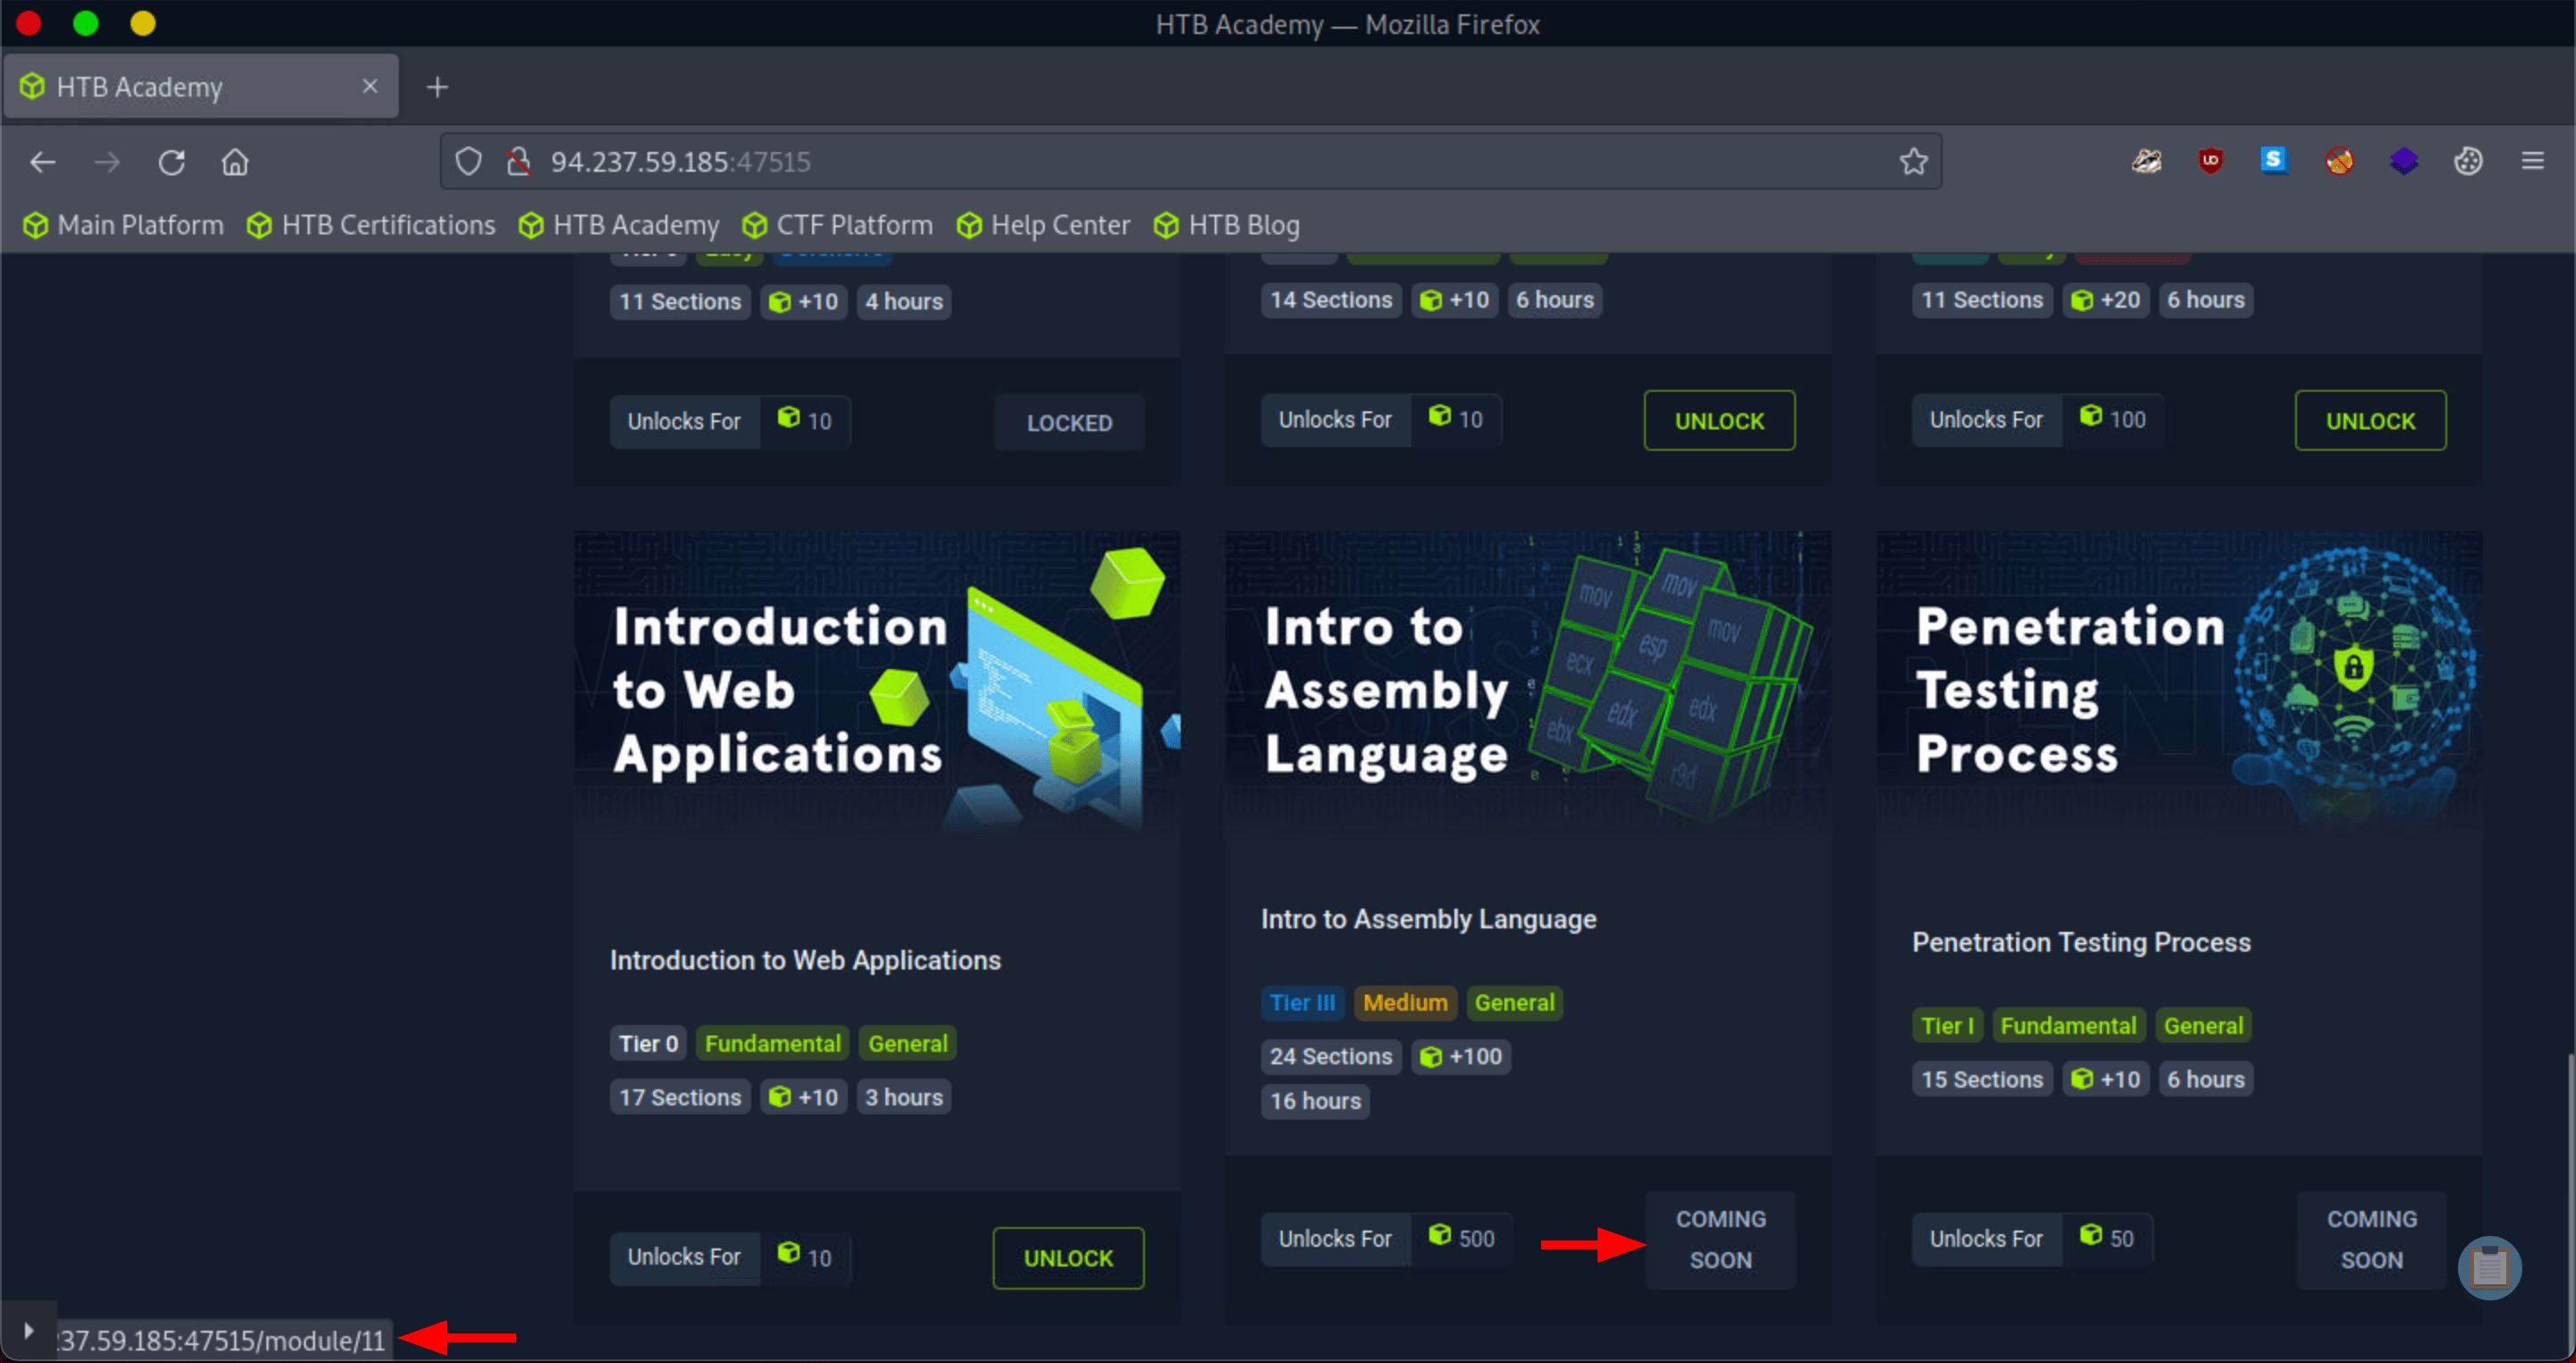 HTB Academy — Mozilla Firefox
HTB Academy
94.237.59.185:47515
Main Platform HTB Certifications HTB Academy CTF Platform Help Center HTB Blog
11 Sections +10 4 hours
14 Sections +10 6 hours
11 Sections +20 6 hours
Unlocks For 10 LOCKED
Unlocks For 10 UNLOCK
Unlocks For 100 UNLOCK
Introduction
to Web
Applications
Introduction to Web Applications
Tier 0 Fundamental General
17 Sections +10 3 hours
Unlocks For 10 UNLOCK
Intro to
Assembly
Language
mov mov mov
ecx esp
ebx edx edx
r9d
Intro to Assembly Language
Tier III Medium General
24 Sections +100
16 hours
Unlocks For 500
COMING
SOON
Penetration
Testing
Process
Penetration Testing Process
Tier I Fundamental General
15 Sections +10 6 hours
Unlocks For 50
COMING
SOON
37.59.185:47515/module/11